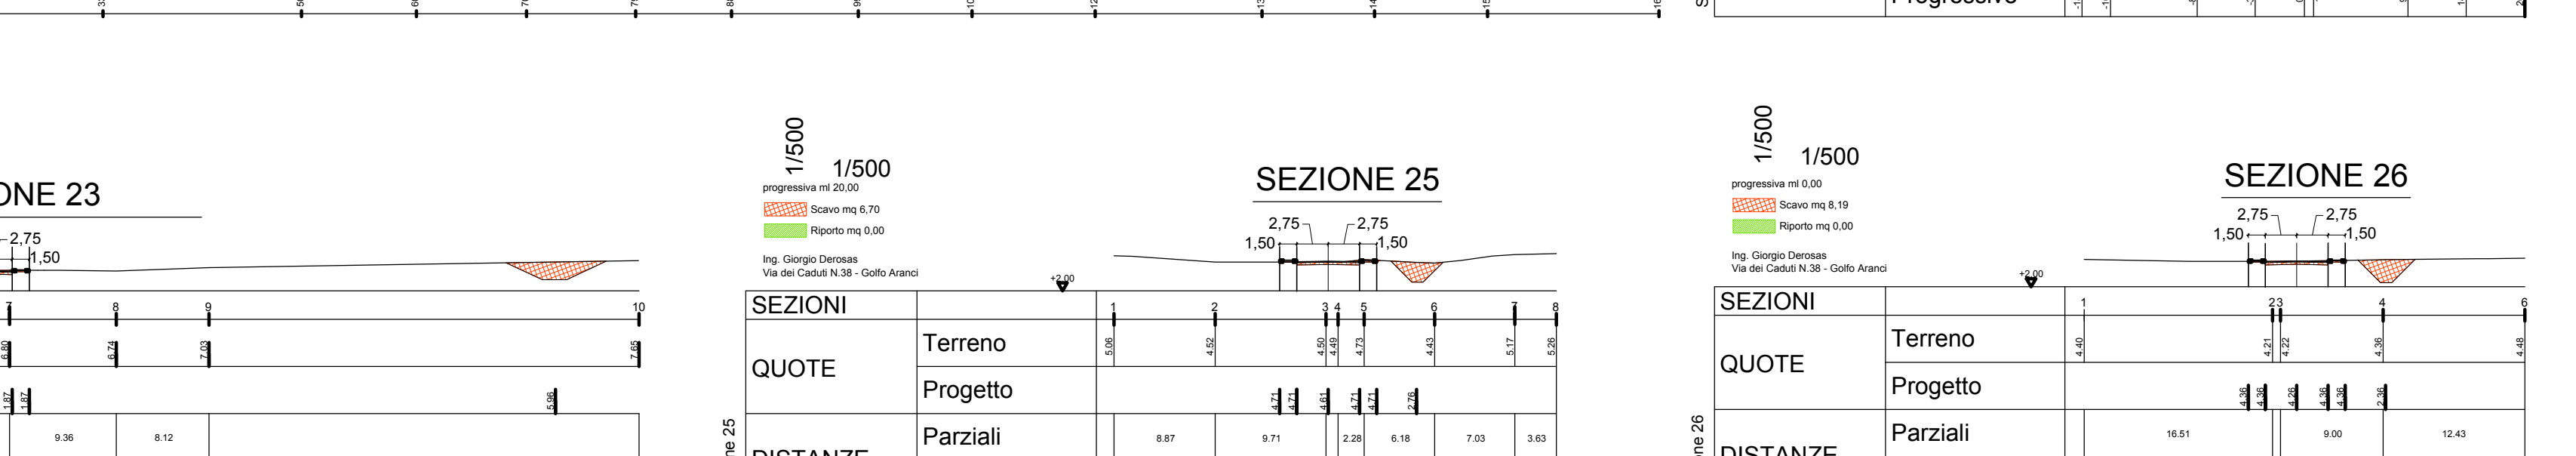 ONE 23
2,75
1,50
8
9
10
6.80
6.74
7.03
7.65
1.87
1.87
5.96
9.36
8.12
1/500
1/500
progressiva ml 20,00
Scavo mq 6,70
Riporto mq 0,00
Ing. Giorgio Derosas
Via dei Caduti N.38 - Golfo Aranci
+2,00
SEZIONE 25
2,75 2,75
1,50 1,50
SEZIONI 1 2 3 4 5 6 7 8
QUOTE
Terreno 5.06 4.52 4.50 4.49 4.73 4.43 5.17 5.26
Progetto 4.71 4.71 4.61 4.71 4.71 2.76
Parziali 8.87 9.71 2.28 6.18 7.03 3.63
DISTANZE
ne 25
Progressive
1/500
1/500
progressiva ml 0,00
Scavo mq 8,19
Riporto mq 0,00
Ing. Giorgio Derosas
Via dei Caduti N.38 - Golfo Aranci
+2,00
SEZIONE 26
2,75 2,75
1,50 1,50
SEZIONI 1 2 3 4 6
QUOTE
Terreno 4.40 4.21 4.22 4.36 4.48
Progetto 4.36 4.36 4.26 4.36 4.36 2.36
Parziali 16.51 9.00 12.43
DISTANZE
ne 26